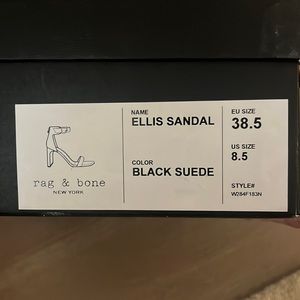 rag & bone
NEW YORK
NAME
ELLIS SANDAL
COLOR
BLACK SUEDE
EU SIZE
38.5
US SIZE
8.5
STYLE#
W284F183N